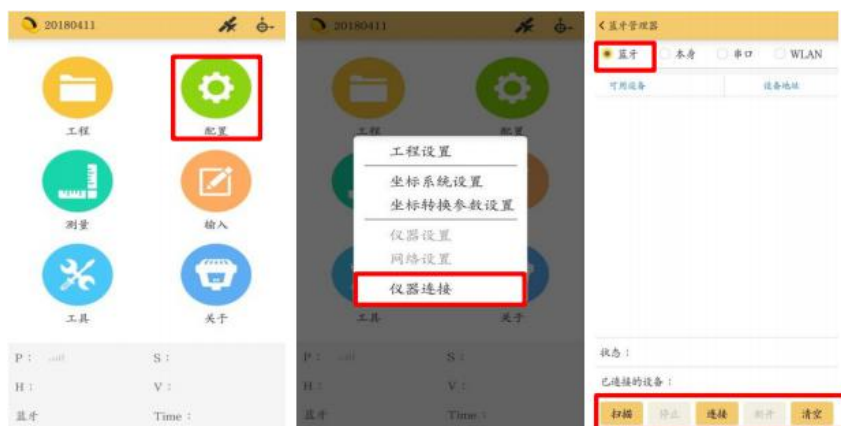 20180411
工程
配置
测量
输入
工具
关于
P：
S：
H：
V：
蓝牙
Time：
20180411
工程
配置
工程设置
坐标系统设置
坐标转换参数设置
仪器设置
网络设置
仪器连接
工具
关于
P：
S：
H：
V：
蓝牙
Time：
蓝牙管理器
蓝牙 本身 串口 WLAN
可用设备 设备地址
状态：
已连接的设备：
扫描 停止 连接 断开 清空